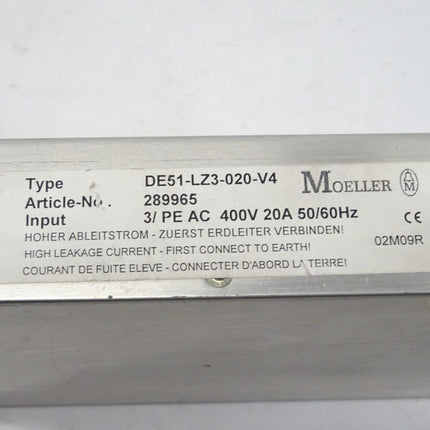 Type DE51-LZ3-020-V4 MOELLER M
Article-No. 289965
Input 3/ PE AC 400V 20A 50/60Hz CE
HOHER ABLEITSTROM - ZUERST ERDLEITER VERBINDEN!
HIGH LEAKAGE CURRENT - FIRST CONNECT TO EARTH! 02M09R
COURANT DE FUITE ELEVE - CONNECTER D'ABORD LA TERRE!